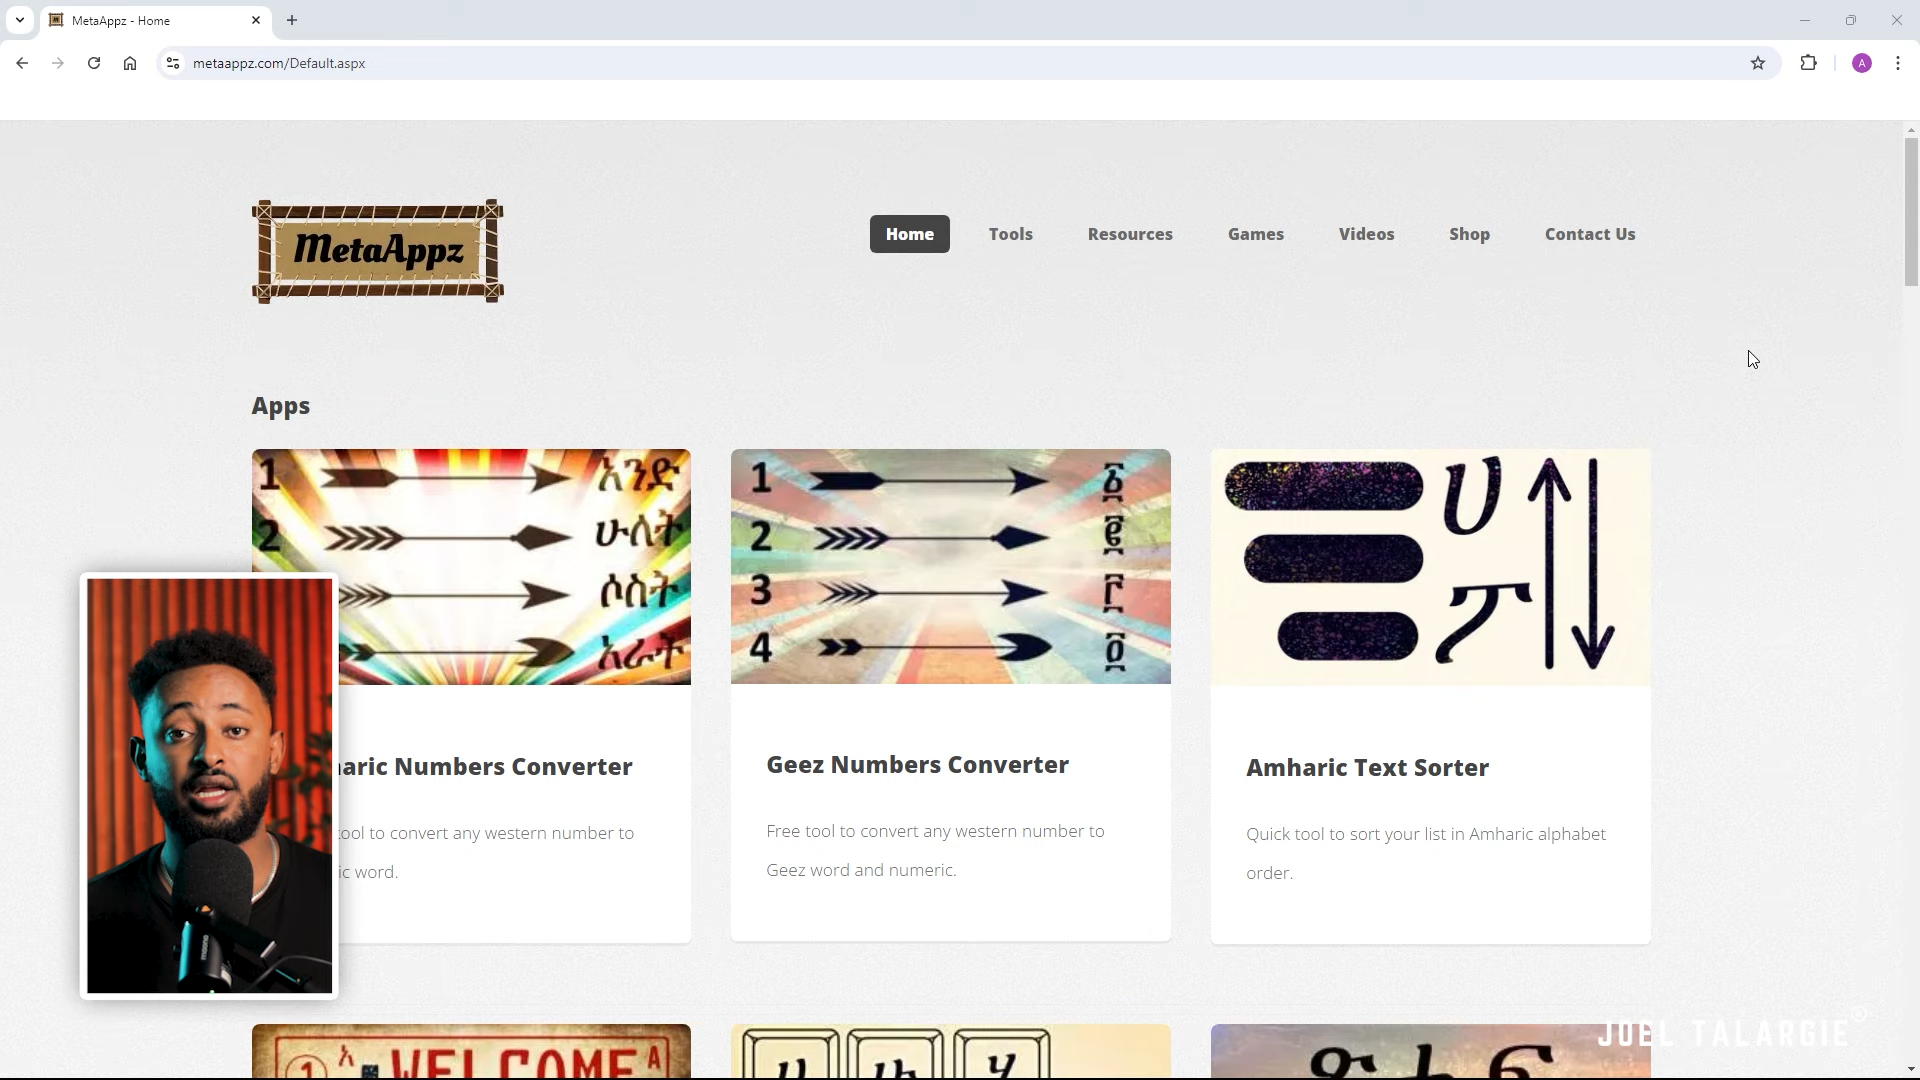 MetaAppz - Home
metaappz.com/Default.aspx
A
MetaAppz
Home
Tools
Resources
Games
Videos
Shop
Contact Us
Apps
1 አንድ
2 ሁለት
ሶስት
አራት
1 ፩
2 ፪
3 ፫
4 ፬
ሀ
ፖ
aric Numbers Converter
ool to convert any western number to
ic word.
Geez Numbers Converter
Free tool to convert any western number to
Geez word and numeric.
Amharic Text Sorter
Quick tool to sort your list in Amharic alphabet
order.
WELCOME
JOEL TALARGIE®